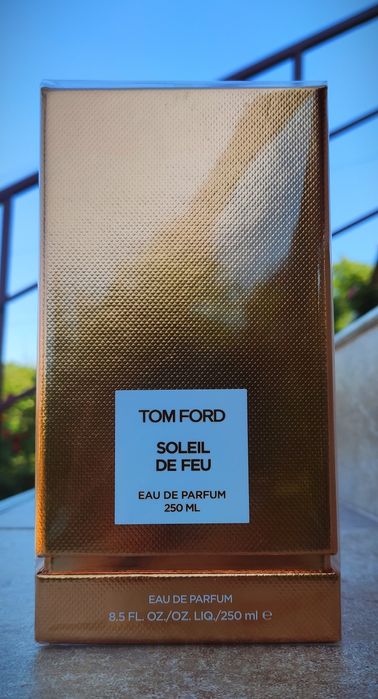 TOM FORD
SOLEIL
DE FEU
EAU DE PARFUM
250 ML
EAU DE PARFUM
8.5 FL. OZ./OZ. LIQ./250 ml ℮